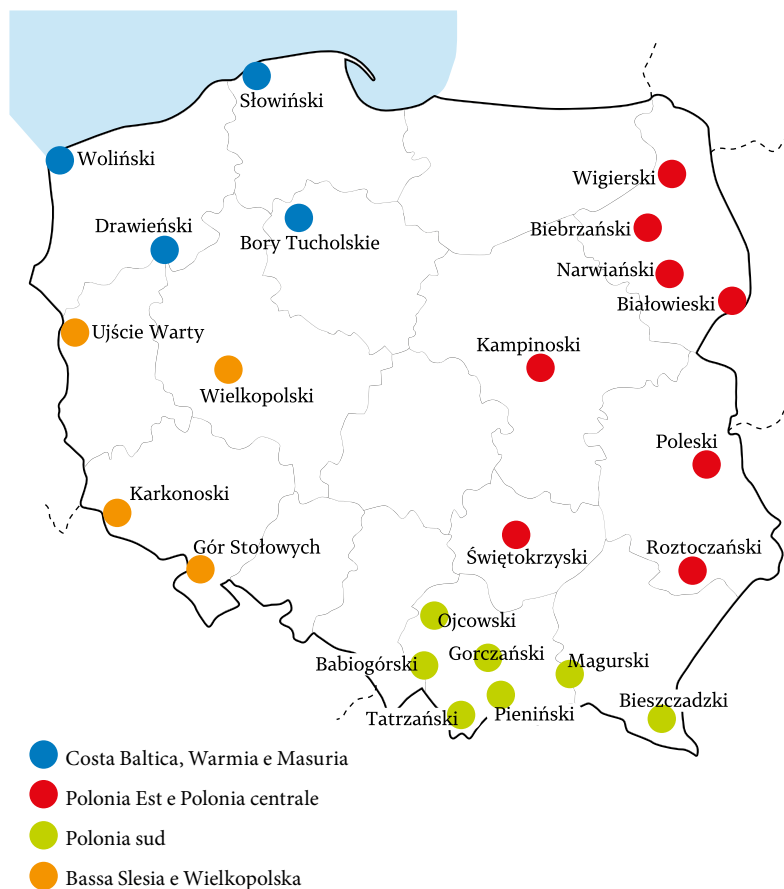 Słowiński
Woliński
Wigierski
Drawieński
Biebrzański
Bory Tucholskie
Narwiański
Białowieski
Ujście Warty
Kampinoski
Wielkopolski
Poleski
Karkonoski
Gór Stołowych
Roztoczański
Świętokrzyski
Ojcowski
Gorczański
Magurski
Babiogórski
Bieszczadzki
Pieniński
Tatrzański
Costa Baltica, Warmia e Masuria
Polonia Est e Polonia centrale
Polonia sud
Bassa Slesia e Wielkopolska